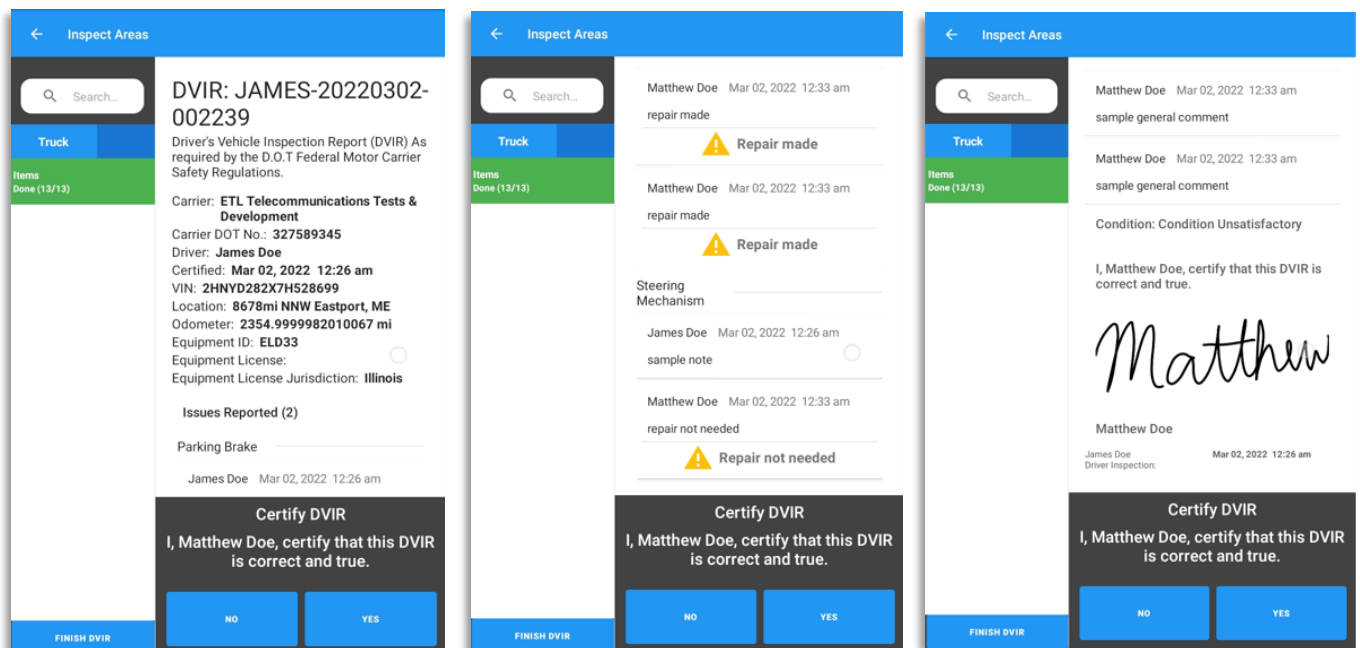 Inspect Areas
Search...
Truck
Items
Done (13/13)
DVIR: JAMES-20220302-
002239
Driver's Vehicle Inspection Report (DVIR) As
required by the D.O.T Federal Motor Carrier
Safety Regulations.
Carrier: ETL Telecommunications Tests &
Development
Carrier DOT No.: 327589345
Driver: James Doe
Certified: Mar 02, 2022 12:26 am
VIN: 2HNYD282X7H528699
Location: 8678mi NNW Eastport, ME
Odometer: 2354.9999982010067 mi
Equipment ID: ELD33
Equipment License:
Equipment License Jurisdiction: Illinois
Issues Reported (2)
Parking Brake
James Doe Mar 02, 2022 12:26 am
Certify DVIR
I, Matthew Doe, certify that this DVIR
is correct and true.
NO YES
FINISH DVIR
Inspect Areas
Search...
Truck
Items
Done (13/13)
Matthew Doe Mar 02, 2022 12:33 am
repair made
Repair made
Matthew Doe Mar 02, 2022 12:33 am
repair made
Repair made
Steering
Mechanism
James Doe Mar 02, 2022 12:26 am
sample note
Matthew Doe Mar 02, 2022 12:33 am
repair not needed
Repair not needed
Certify DVIR
I, Matthew Doe, certify that this DVIR
is correct and true.
NO YES
FINISH DVIR
Inspect Areas
Search...
Truck
Items
Done (13/13)
Matthew Doe Mar 02, 2022 12:33 am
sample general comment
Matthew Doe Mar 02, 2022 12:33 am
sample general comment
Condition: Condition Unsatisfactory
I, Matthew Doe, certify that this DVIR is
correct and true.
Matthew
Matthew Doe
James Doe Mar 02, 2022 12:26 am
Driver Inspection:
Certify DVIR
I, Matthew Doe, certify that this DVIR
is correct and true.
NO YES
FINISH DVIR